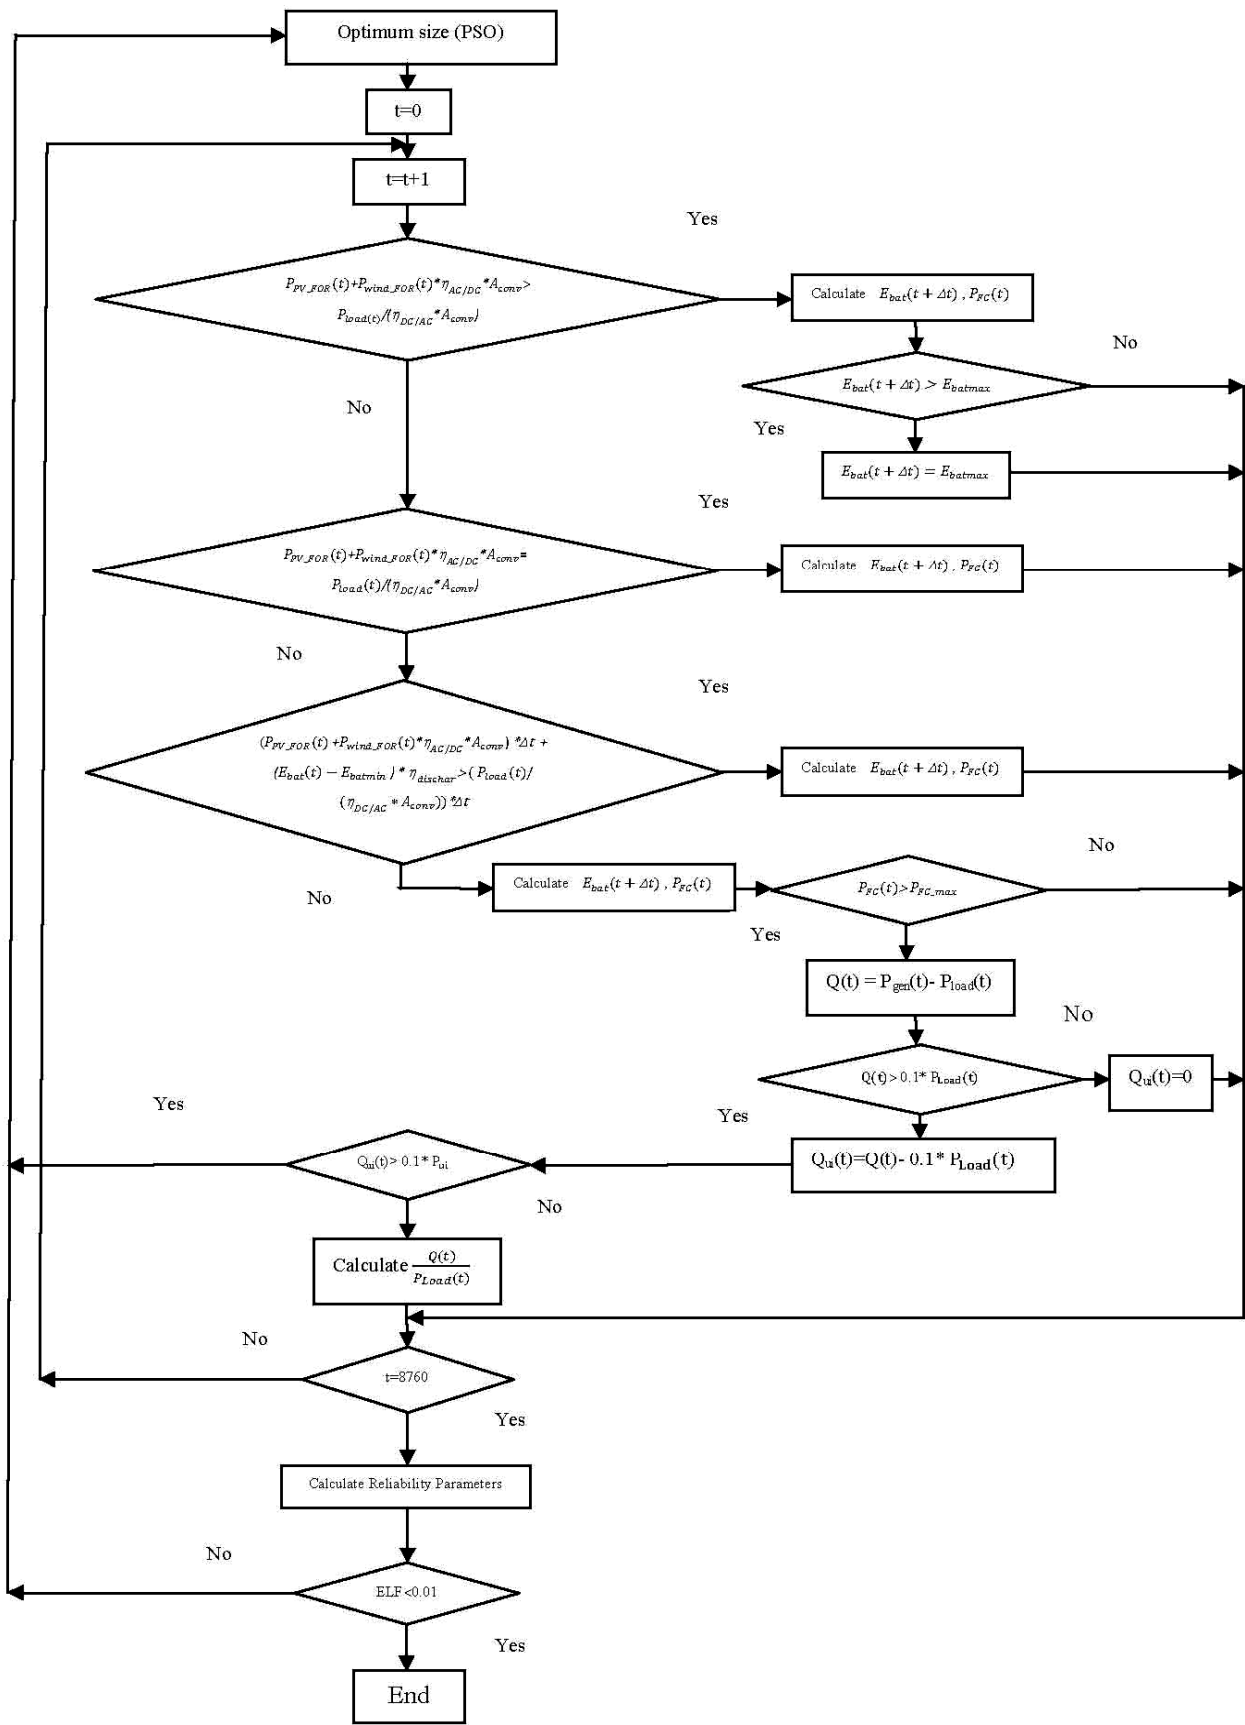 Optimum size (PSO)
t=0
t=t+1
Yes
P_PV_FOR(t)+P_wind_FOR(t)*η_AC/DC*A_conv>
P_load(t)/(η_DC/AC*A_conv)
Calculate E_bat(t + Δt) , P_FC(t)
No
E_bat(t + Δt) > E_batmax
No
Yes
E_bat(t + Δt) = E_batmax
Yes
P_PV_FOR(t)+P_wind_FOR(t)*η_AC/DC*A_conv=
P_load(t)/(η_DC/AC*A_conv)
Calculate E_bat(t + Δt) , P_FC(t)
No
Yes
(P_PV_FOR(t) +P_wind_FOR(t)*η_AC/DC*A_conv) *Δt +
(E_bat(t) − E_batmin) * η_dischar>( P_load(t)/
(η_DC/AC * A_conv)) *Δt
Calculate E_bat(t + Δt) , P_FC(t)
No
No
Calculate E_bat(t + Δt) , P_FC(t)
P_FC(t)>P_FC_max
Yes
Q(t) = P_gen(t)- P_load(t)
No
Q(t) > 0.1* P_Load(t)
Q_ui(t)=0
Yes
Yes
Q_ui(t)=Q(t)- 0.1* P_Load(t)
Q_ui(t)> 0.1* P_ui
No
Calculate Q(t)/P_Load(t)
No
t=8760
Yes
Calculate Reliability Parameters
No
ELF<0.01
Yes
End